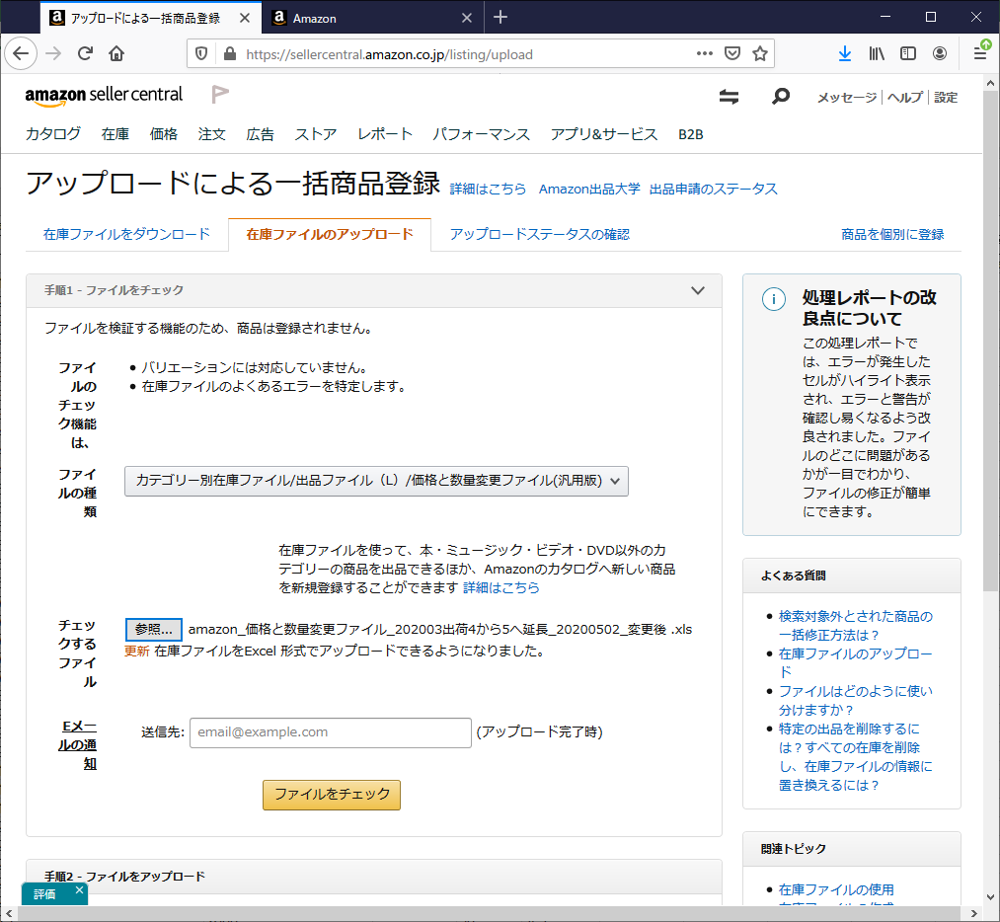 アップロードによる一括商品登録
Amazon
https://sellercentral.amazon.co.jp/listing/upload
amazon seller central
メッセージ | ヘルプ | 設定
カタログ 在庫 価格 注文 広告 ストア レポート パフォーマンス アプリ&サービス B2B
アップロードによる一括商品登録 詳細はこちら Amazon出品大学 出品申請のステータス
在庫ファイルをダウンロード 在庫ファイルのアップロード アップロードステータスの確認 商品を個別に登録
手順1 - ファイルをチェック
ファイルを検証する機能のため、商品は登録されません。
ファイ
ルの
チェッ
ク機能
は、
• バリエーションには対応していません。
• 在庫ファイルのよくあるエラーを特定します。
ファイ
ルの種
類
カテゴリー別在庫ファイル/出品ファイル（L）/価格と数量変更ファイル(汎用版)
在庫ファイルを使って、本・ミュージック・ビデオ・DVD以外のカ
テゴリーの商品を出品できるほか、Amazonのカタログへ新しい商品
を新規登録することができます 詳細はこちら
チェッ
クする
ファイ
ル
参照... amazon_価格と数量変更ファイル_202003出荷4から5へ延長_20200502_変更後 .xls
更新 在庫ファイルをExcel 形式でアップロードできるようになりました。
Eメー
ルの通
知
送信先: email@example.com (アップロード完了時)
ファイルをチェック
手順2 - ファイルをアップロード
評価
処理レポートの改
良点について
この処理レポートで
は、エラーが発生した
セルがハイライト表示
され、エラーと警告が
確認し易くなるよう改
良されました。ファイ
ルのどこに問題がある
かが一目でわかり、
ファイルの修正が簡単
にできます。
よくある質問
• 検索対象外とされた商品の
一括修正方法は？
• 在庫ファイルのアップロー
ド
• ファイルはどのように使い
分けますか？
• 特定の出品を削除するに
は？すべての在庫を削除
し、在庫ファイルの情報に
置き換えるには？
関連トピック
• 在庫ファイルの使用
• 在庫ファイルの作成